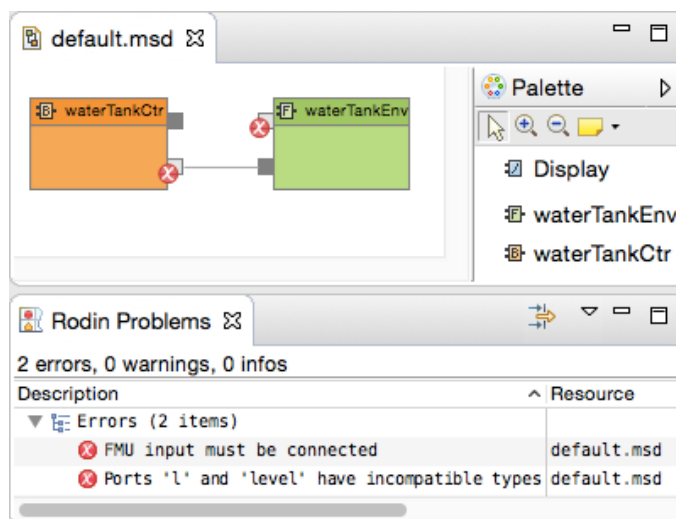 default.msd
waterTankCtr
waterTankEnv
Palette
Display
waterTankEnv
waterTankCtr
Rodin Problems
2 errors, 0 warnings, 0 infos
Description Resource
Errors (2 items)
FMU input must be connected default.msd
Ports 'l' and 'level' have incompatible types default.msd